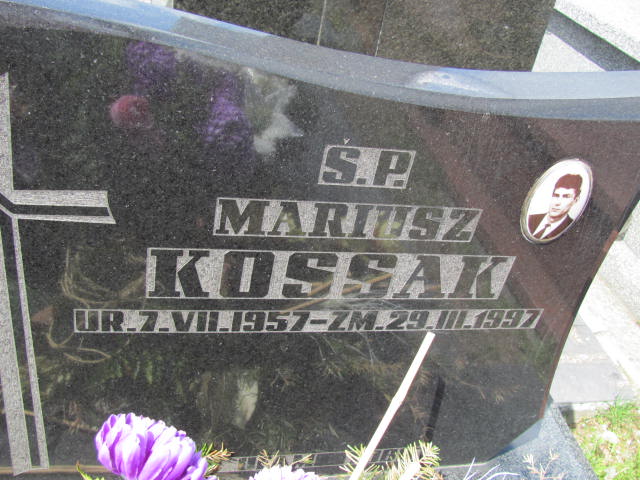 Ś.P.
MARIUSZ
KOSSAK
UR.7.VII.1957-ZM.29.III.1997